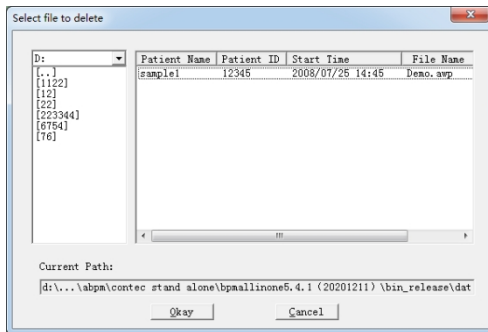 Select file to delete
D:
[..]
[1122]
[12]
[22]
[223344]
[6754]
[76]
Patient Name Patient ID Start Time File Name
sample1 12345 2008/07/25 14:45 Demo.awp
Current Path:
d:\...\abpm\contec stand alone\bpmallinone5.4.1 (20201211) \bin_release\dat
Okay Cancel